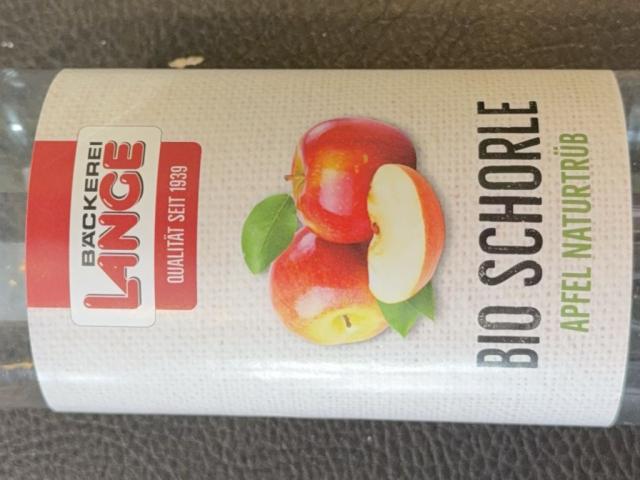 BÄCKEREI
LANGE
QUALITÄT SEIT 1939
BIO SCHORLE
APFEL NATURTRÜB